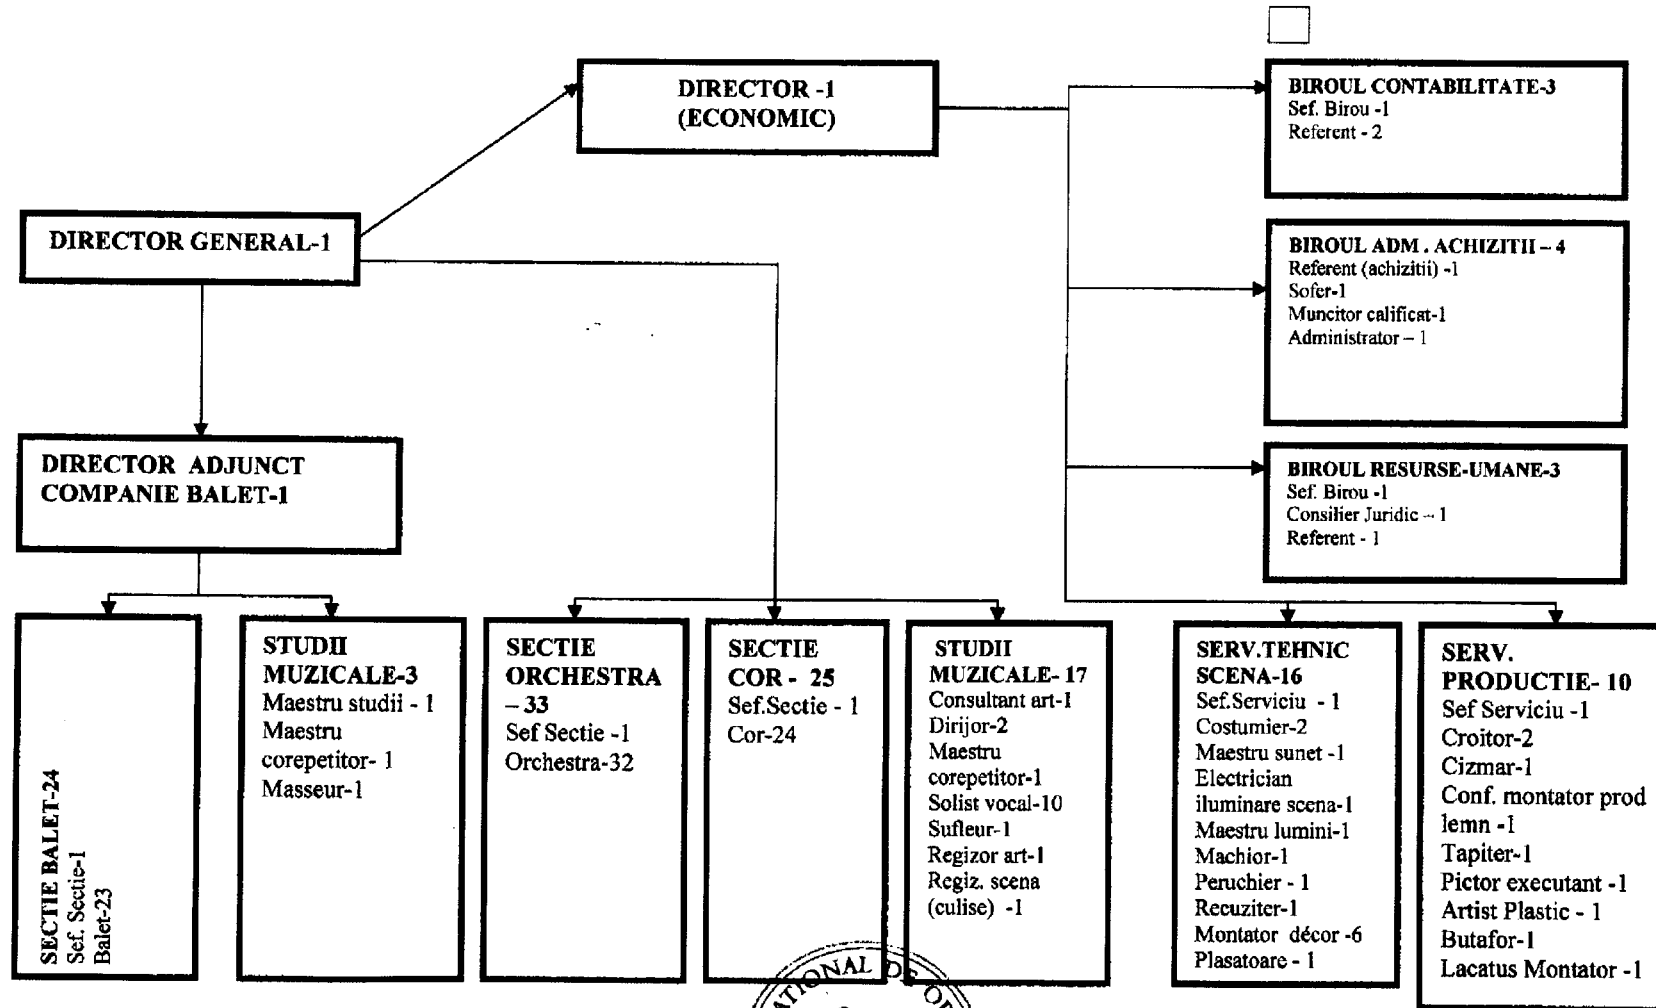 DIRECTOR -1
(ECONOMIC)
BIROUL CONTABILITATE-3
Sef. Birou -1
Referent - 2
DIRECTOR GENERAL-1
BIROUL ADM . ACHIZITII – 4
Referent (achizitii) -1
Sofer-1
Muncitor calificat-1
Administrator – 1
DIRECTOR ADJUNCT
COMPANIE BALET-1
BIROUL RESURSE-UMANE-3
Sef. Birou -1
Consilier Juridic – 1
Referent - 1
SECTIE BALET-24
Sef. Sectie-1
Balet-23
STUDII
MUZICALE-3
Maestru studii - 1
Maestru
corepetitor- 1
Masseur-1
SECTIE
ORCHESTRA
– 33
Sef Sectie -1
Orchestra-32
SECTIE
COR - 25
Sef.Sectie - 1
Cor-24
STUDII
MUZICALE- 17
Consultant art-1
Dirijor-2
Maestru
corepetitor-1
Solist vocal-10
Sufleur-1
Regizor art-1
Regiz. scena
(culise) -1
SERV.TEHNIC
SCENA-16
Sef.Serviciu - 1
Costumier-2
Maestru sunet -1
Electrician
iluminare scena-1
Maestru lumini-1
Machior-1
Peruchier - 1
Recuziter-1
Montator décor -6
Plasatoare - 1
SERV.
PRODUCTIE- 10
Sef Serviciu -1
Croitor-2
Cizmar-1
Conf. montator prod
lemn -1
Tapiter-1
Pictor executant -1
Artist Plastic - 1
Butafor-1
Lacatus Montator -1